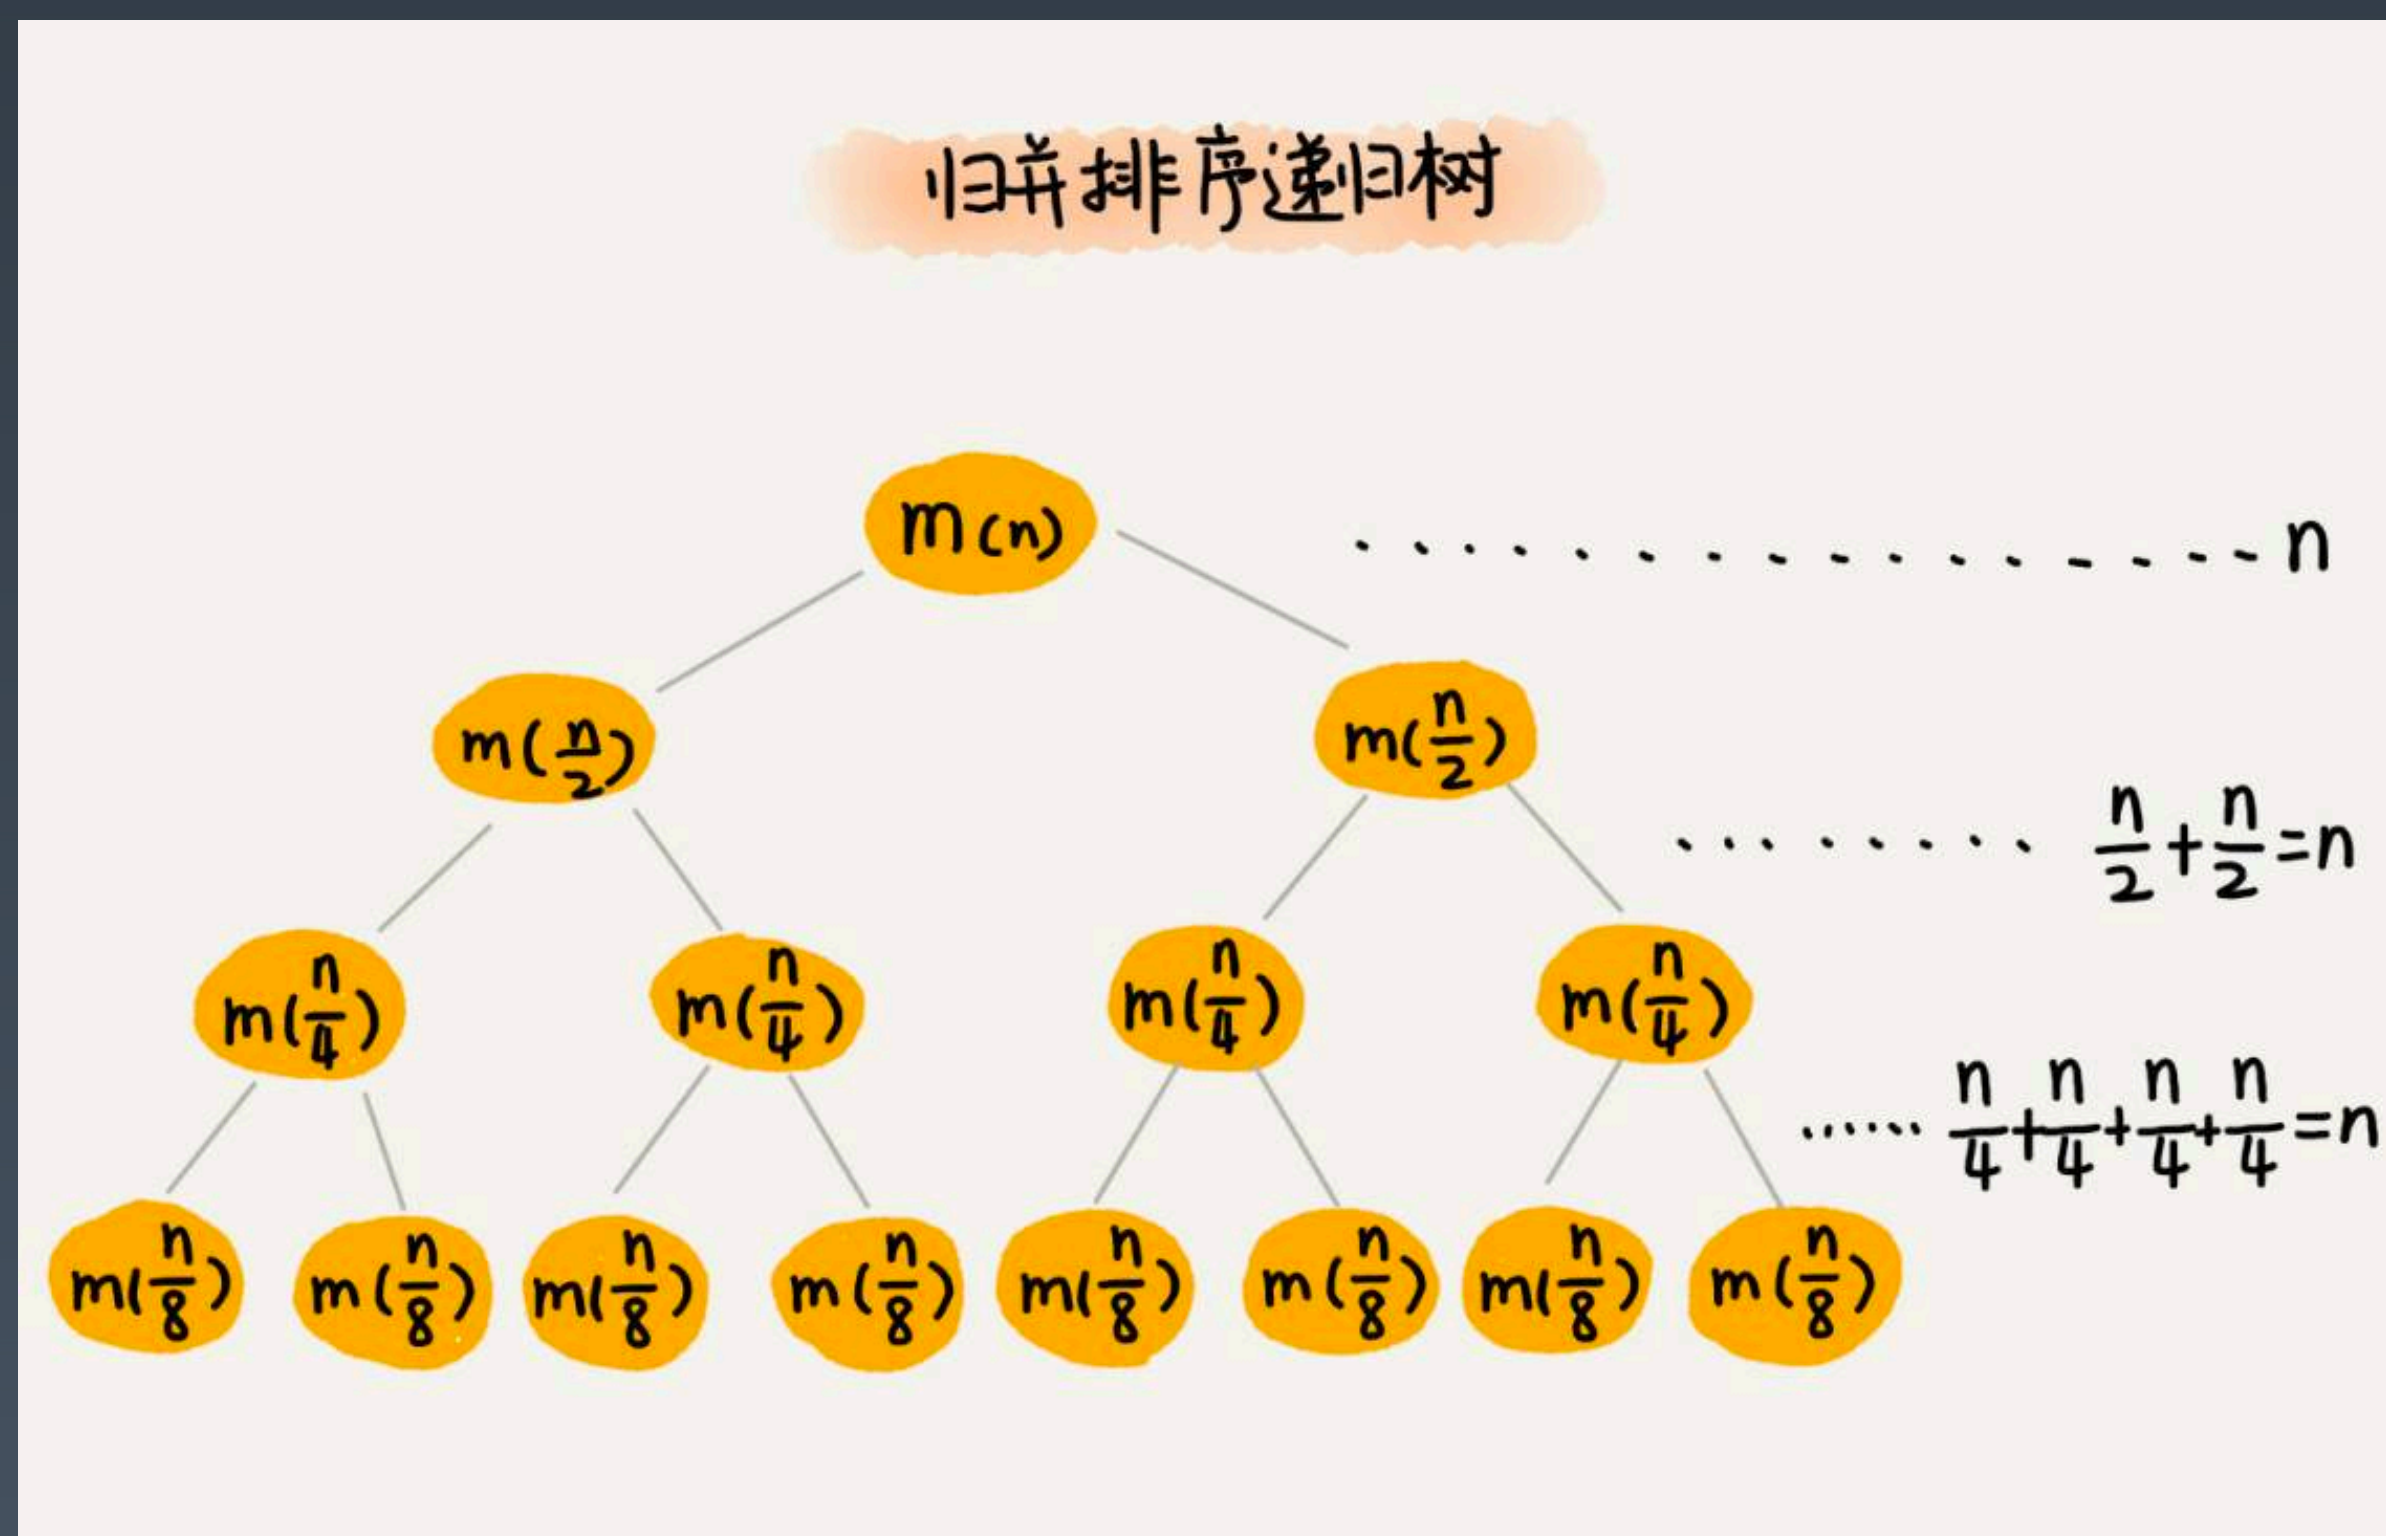 归并排序递归树
m(n) ················ n
m(n/2) m(n/2)
········ n/2+n/2=n
m(n/4) m(n/4) m(n/4) m(n/4)
······ n/4+n/4+n/4+n/4=n
m(n/8) m(n/8) m(n/8) m(n/8) m(n/8) m(n/8) m(n/8) m(n/8)